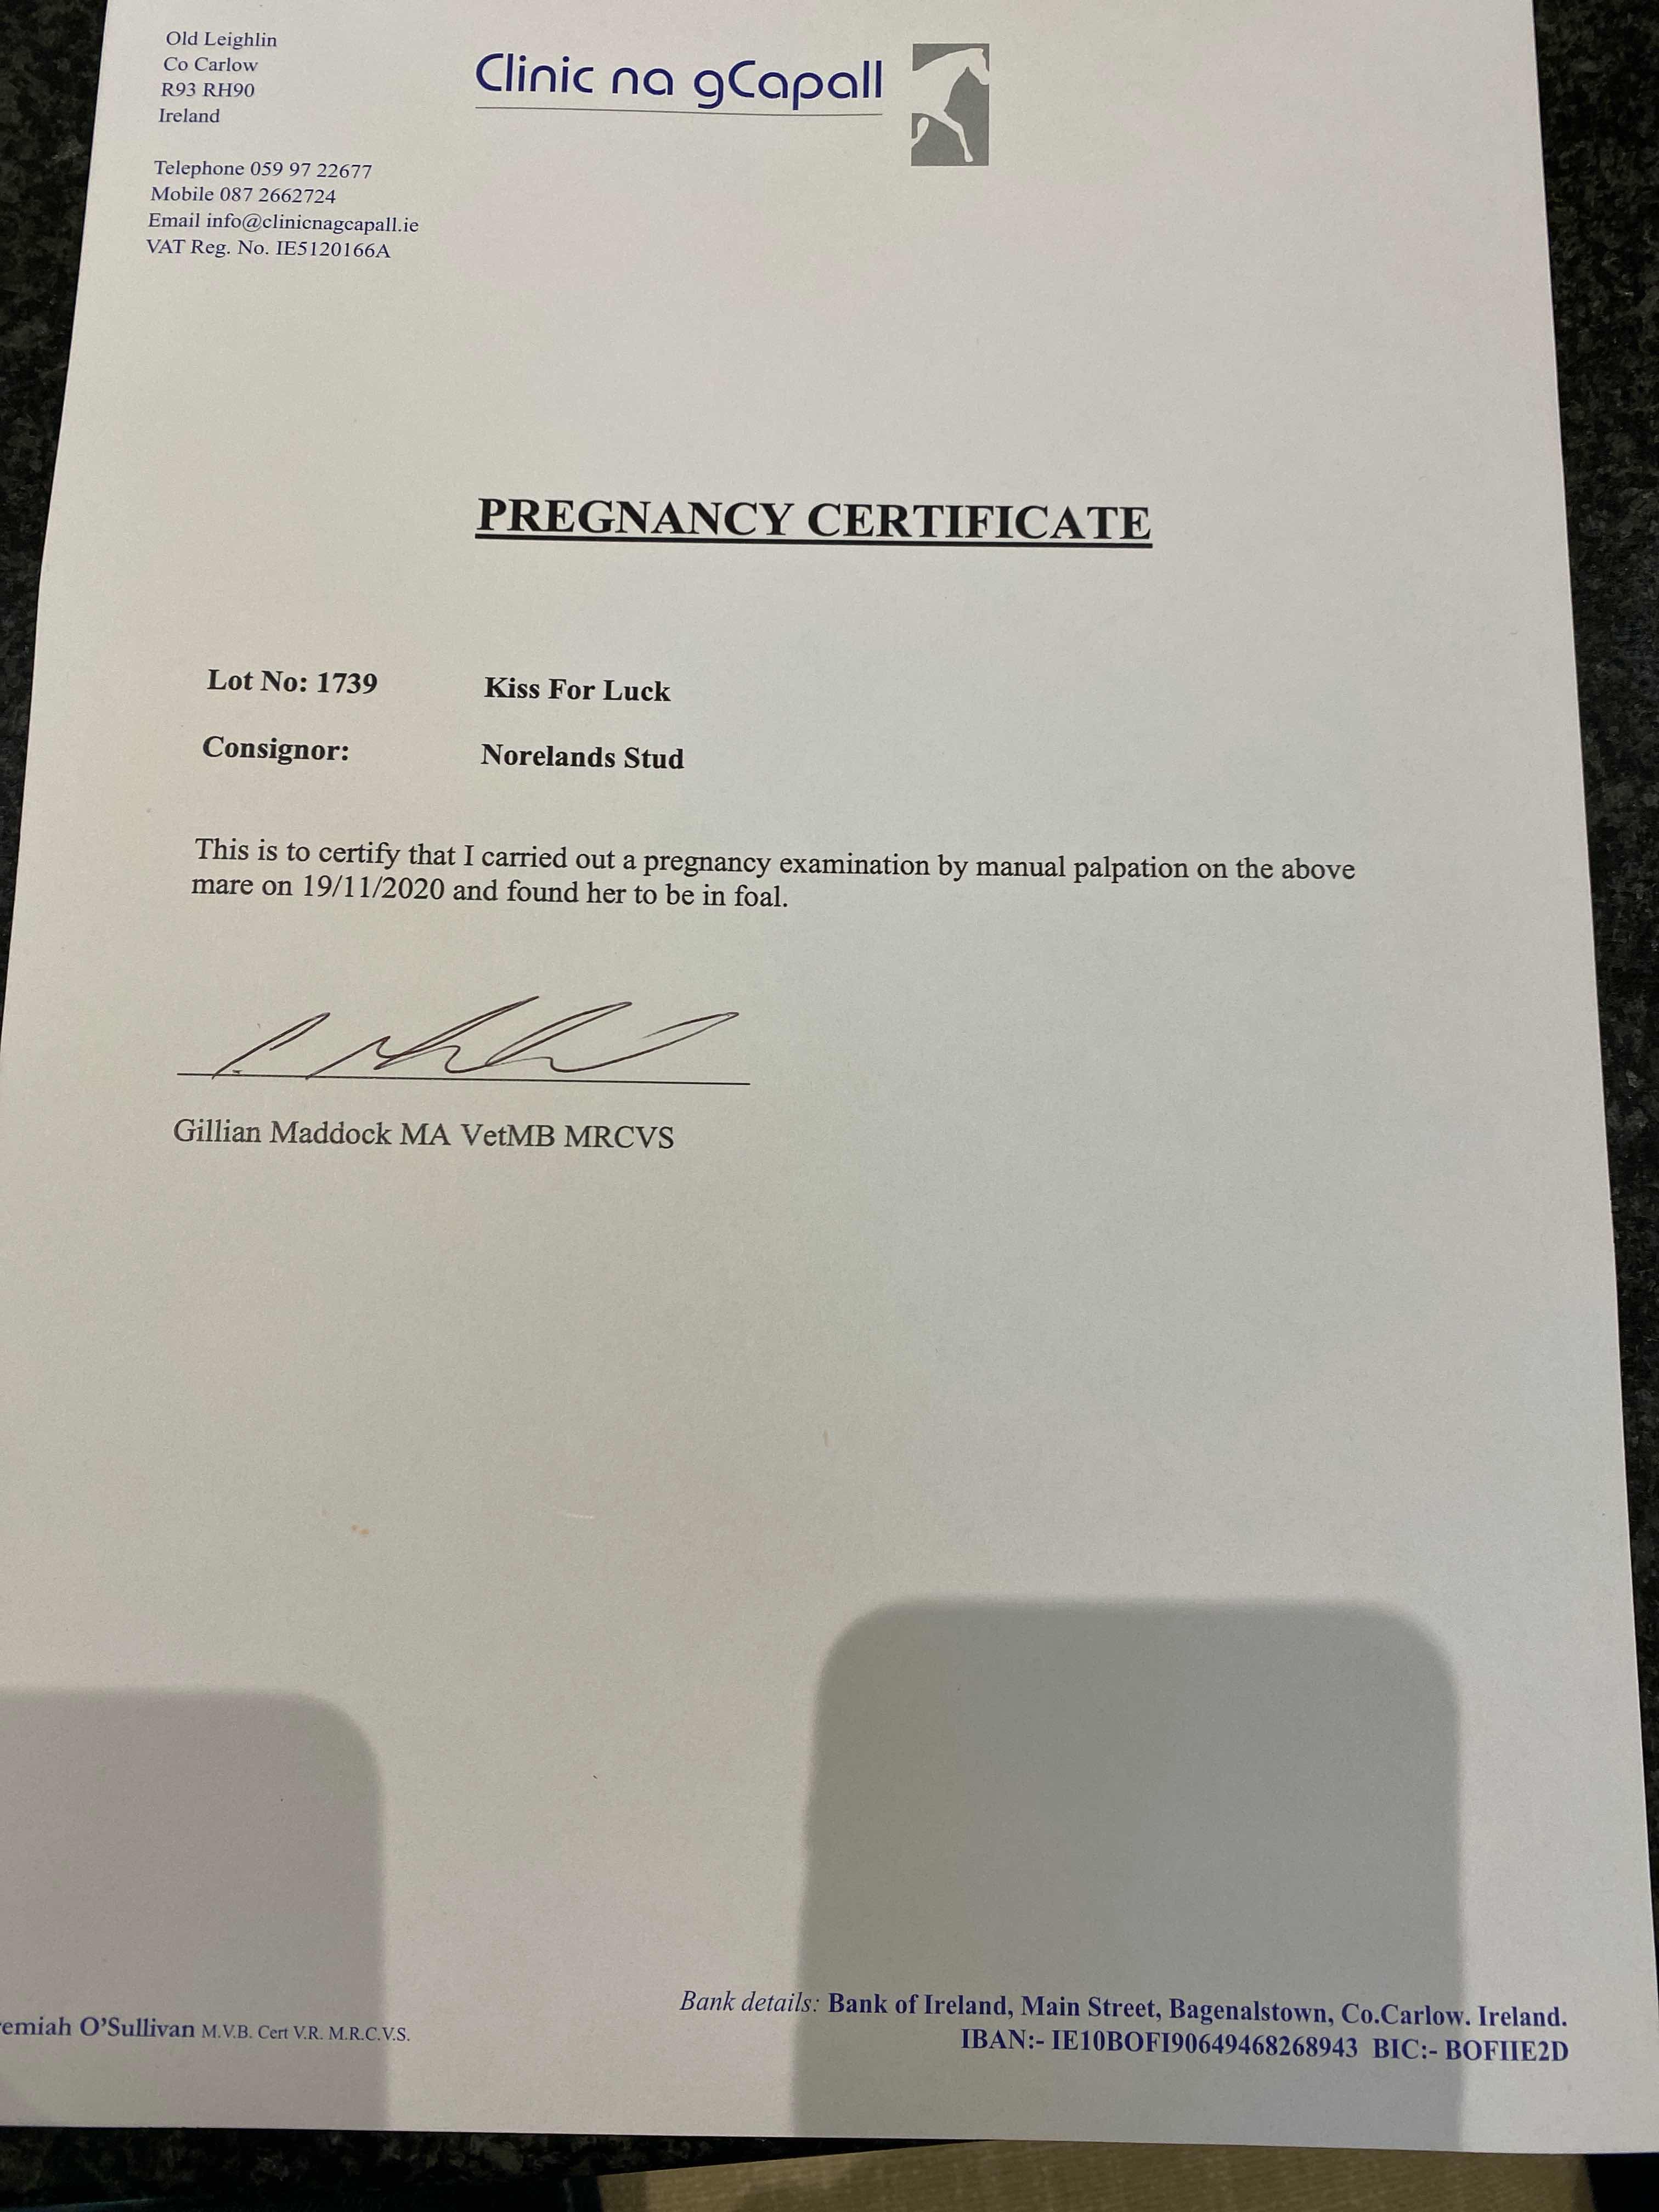 Old Leighlin
Co Carlow
R93 RH90
Ireland
Telephone 059 97 22677
Mobile 087 2662724
Email info@clinicnagcapall.ie
VAT Reg. No. IE5120166A
Clinic na gCapall
PREGNANCY CERTIFICATE
Lot No: 1739 Kiss For Luck
Consignor: Norelands Stud
This is to certify that I carried out a pregnancy examination by manual palpation on the above
mare on 19/11/2020 and found her to be in foal.
Gillian Maddock MA VetMB MRCVS
emiah O'Sullivan M.V.B. Cert V.R. M.R.C.V.S.
Bank details: Bank of Ireland, Main Street, Bagenalstown, Co.Carlow. Ireland.
IBAN:- IE10BOFI90649468268943 BIC:- BOFIIE2D